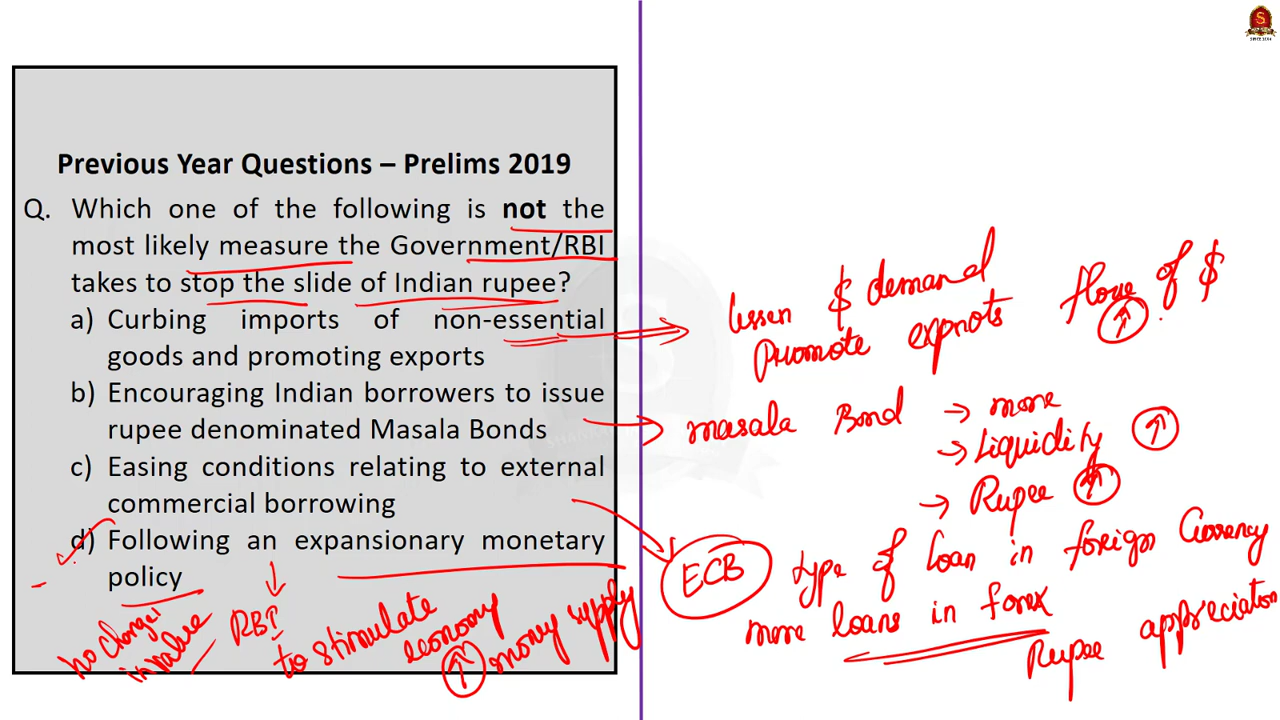 Previous Year Questions – Prelims 2019
Q. Which one of the following is not the
most likely measure the Government/RBI
takes to stop the slide of Indian rupee?
a) Curbing imports of non-essential
goods and promoting exports
b) Encouraging Indian borrowers to issue
rupee denominated Masala Bonds
c) Easing conditions relating to external
commercial borrowing
d) Following an expansionary monetary
policy
no change
in value
RBI
to stimulate
economy
↑ money supply
lessen $ demand
Promote expnots
flow of $
↑
masala Bond → more
→ Liquidity ↑
→ Rupee ↑
ECB type of loan in foreign Currency
more loans in forex
Rupee appreciation